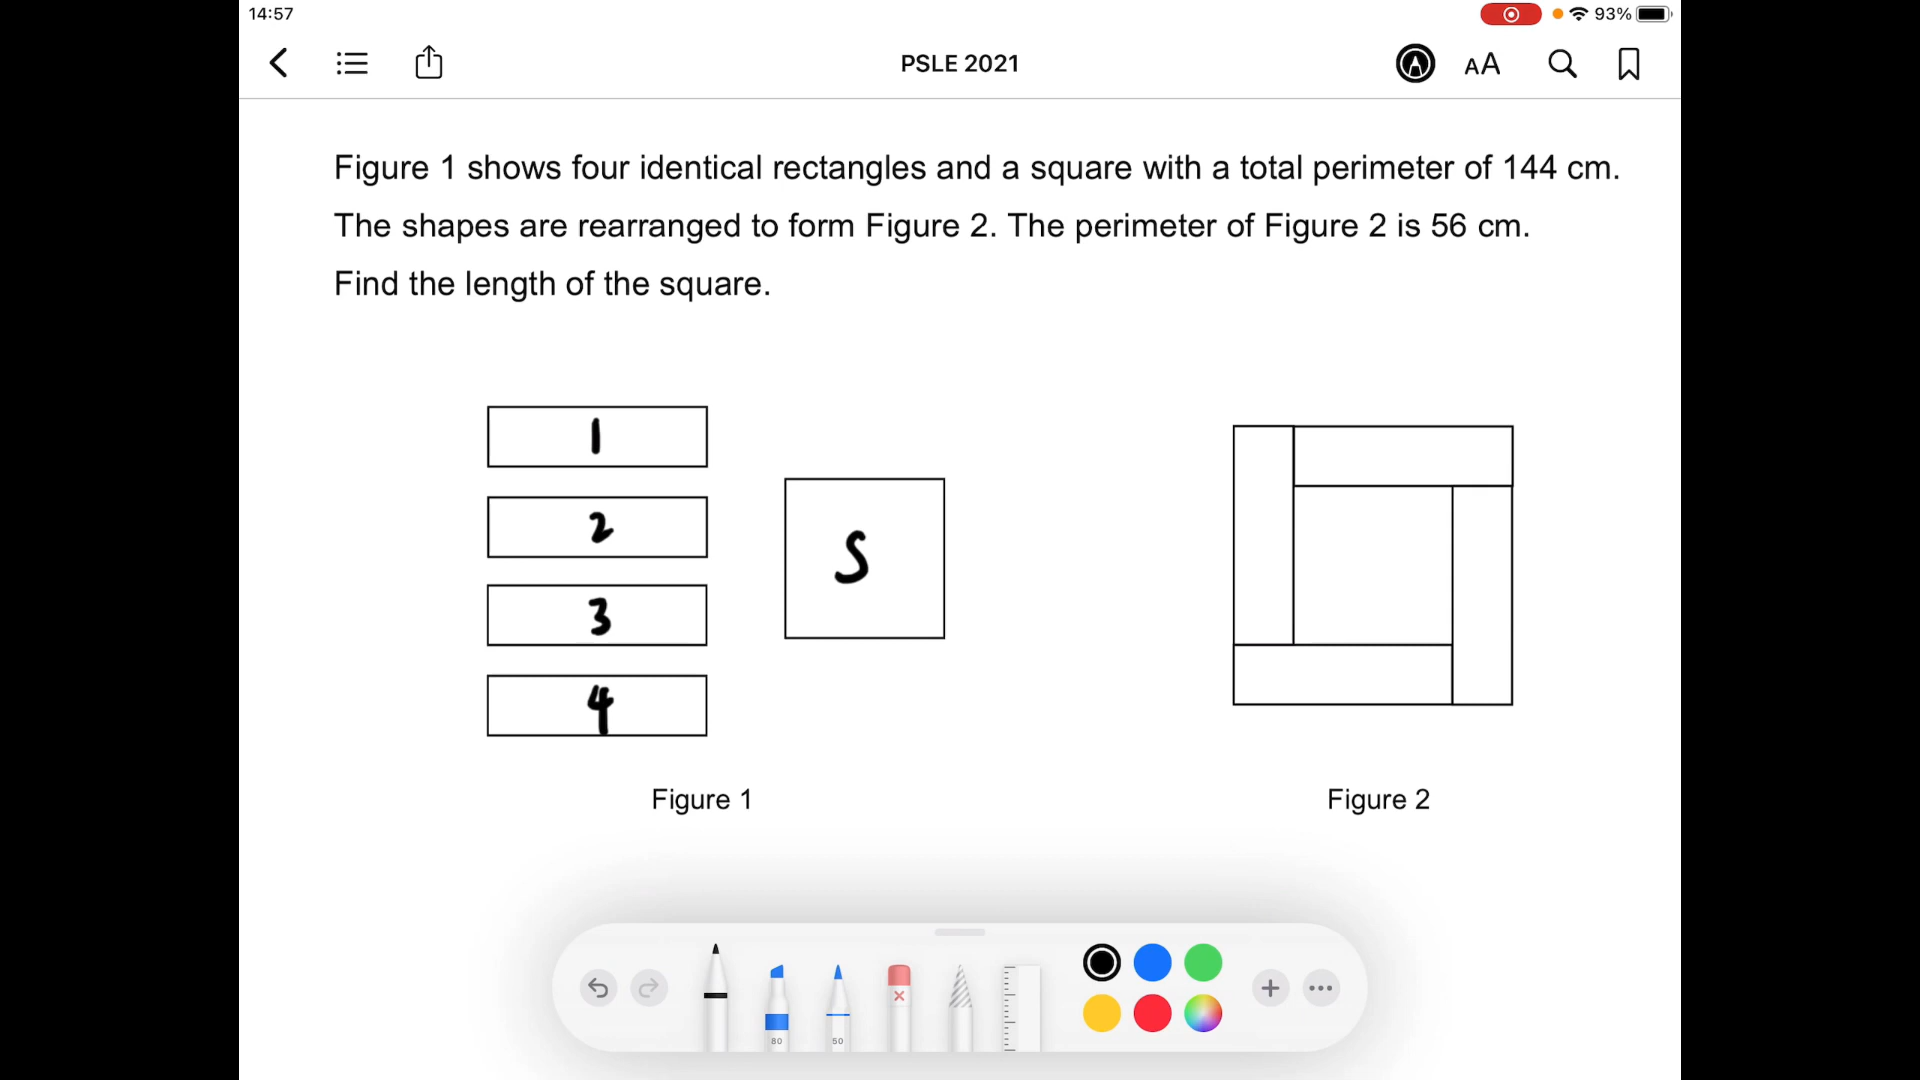 14:57
93%
PSLE 2021
AA
Figure 1 shows four identical rectangles and a square with a total perimeter of 144 cm.
The shapes are rearranged to form Figure 2. The perimeter of Figure 2 is 56 cm.
Find the length of the square.
1
2
3
4
S
Figure 1
Figure 2
80
50